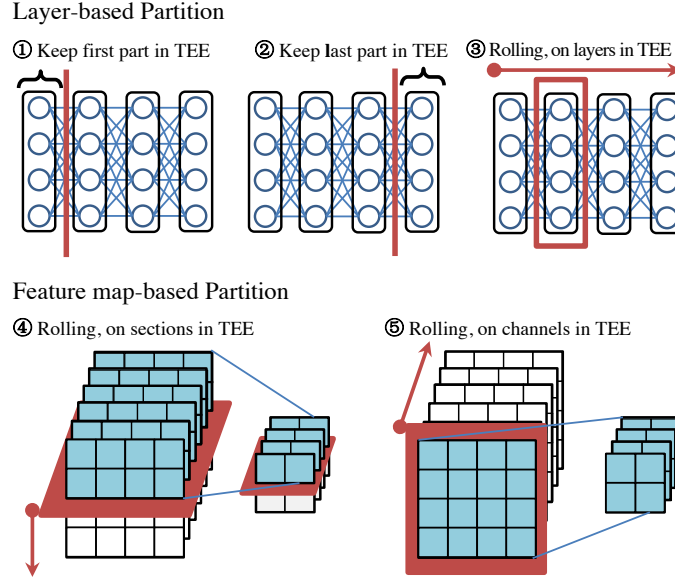 Layer-based Partition
① Keep first part in TEE
② Keep last part in TEE
③ Rolling, on layers in TEE
Feature map-based Partition
④ Rolling, on sections in TEE
⑤ Rolling, on channels in TEE